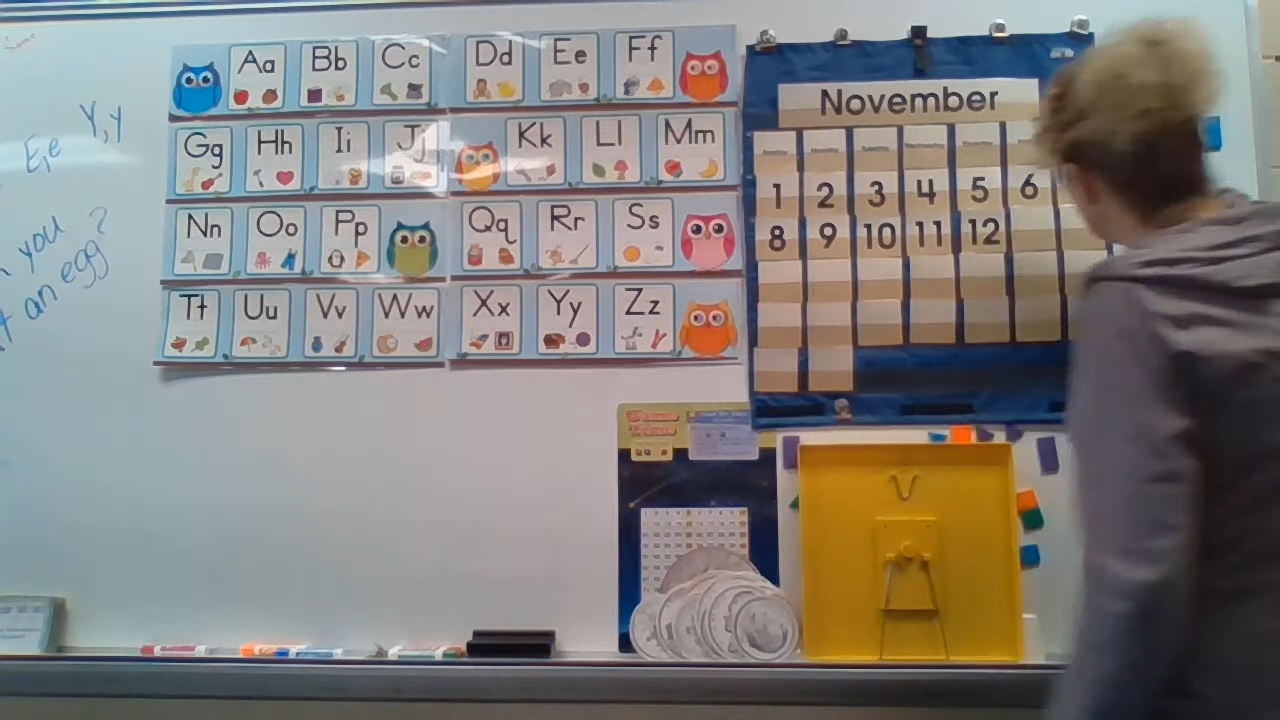 Same
Y,y
E,e
you
an egg?
Aa Bb Cc Dd Ee Ff
Gg Hh Ii Jj Kk Ll Mm
Nn Oo Pp Qq Rr Ss
Tt Uu Vv Ww Xx Yy Zz
November
1 2 3 4 5 6
8 9 10 11 12